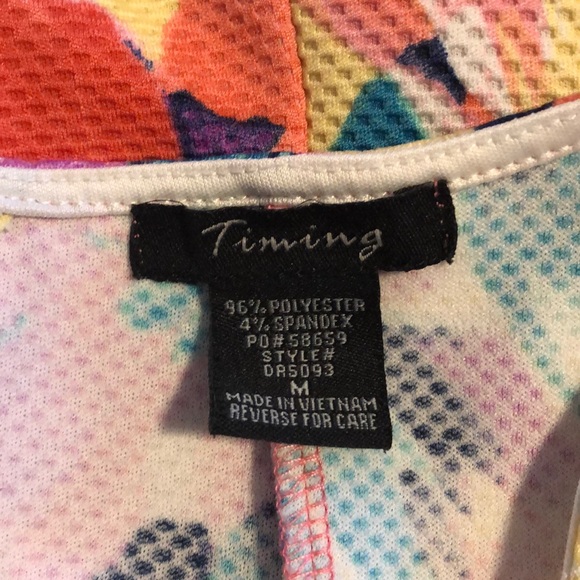 Timing
96% POLYESTER
4% SPANDEX
PO# 58659
STYLE#
DR5093
M
MADE IN VIETNAM
REVERSE FOR CARE